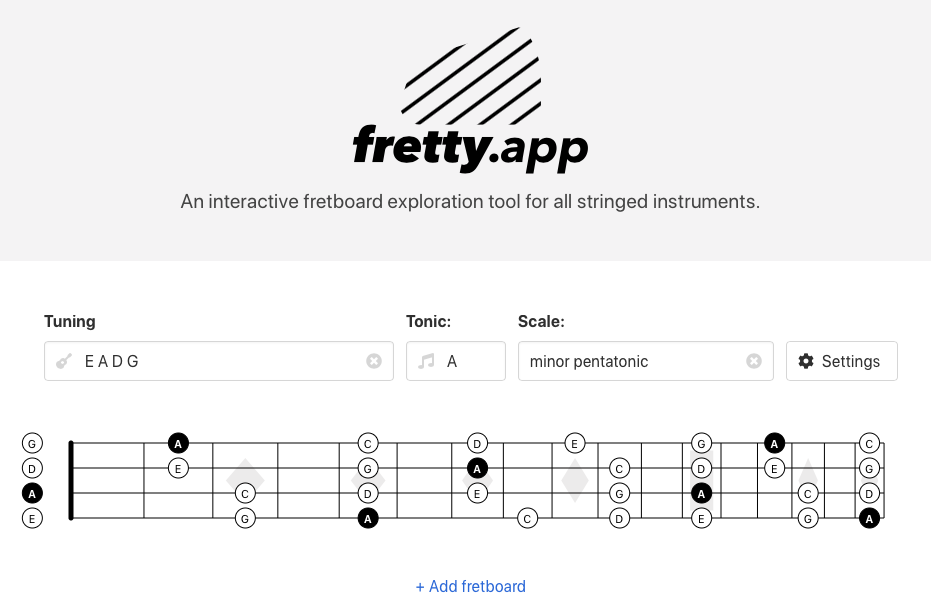 fretty.app
An interactive fretboard exploration tool for all stringed instruments.
Tuning Tonic: Scale:
E A D G A minor pentatonic Settings
G A C D E G A C
D E G A C D E G
A C D E G A C D
E G A C D E G A
+ Add fretboard